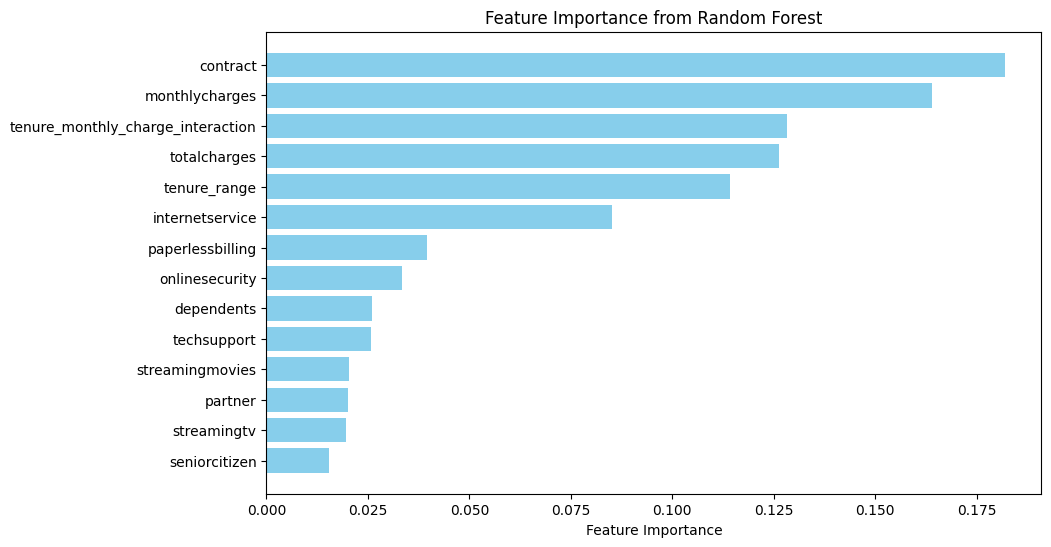 Feature Importance from Random Forest
contract
monthlycharges
tenure_monthly_charge_interaction
totalcharges
tenure_range
internetservice
paperlessbilling
onlinesecurity
dependents
techsupport
streamingmovies
partner
streamingtv
seniorcitizen
0.000 0.025 0.050 0.075 0.100 0.125 0.150 0.175
Feature Importance